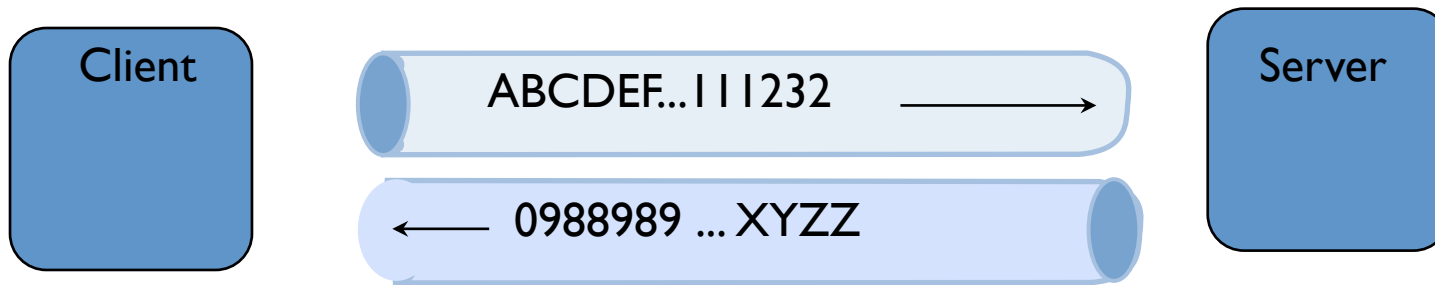 Client
ABCDEF...111232
Server
0988989 ... XYZZ